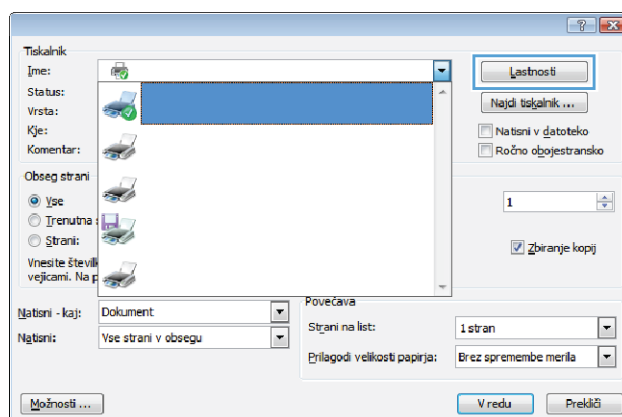 ?
Tiskalnik
Ime:
Lastnosti
Status:
Vrsta:
Najdi tiskalnik ...
Kje:
Natisni v datoteko
Komentar:
Ročno obojestransko
Obseg strani
Vse
1
Trenutna
Strani:
Zbiranje kopij
Vnesite števil
vejicami. Na p
Povečava
Natisni - kaj: Dokument
Strani na list: 1 stran
Natisni: Vse strani v obsegu
Prilagodi velikosti papirja: Brez spremembe merila
Možnosti ...
V redu
Prekliči